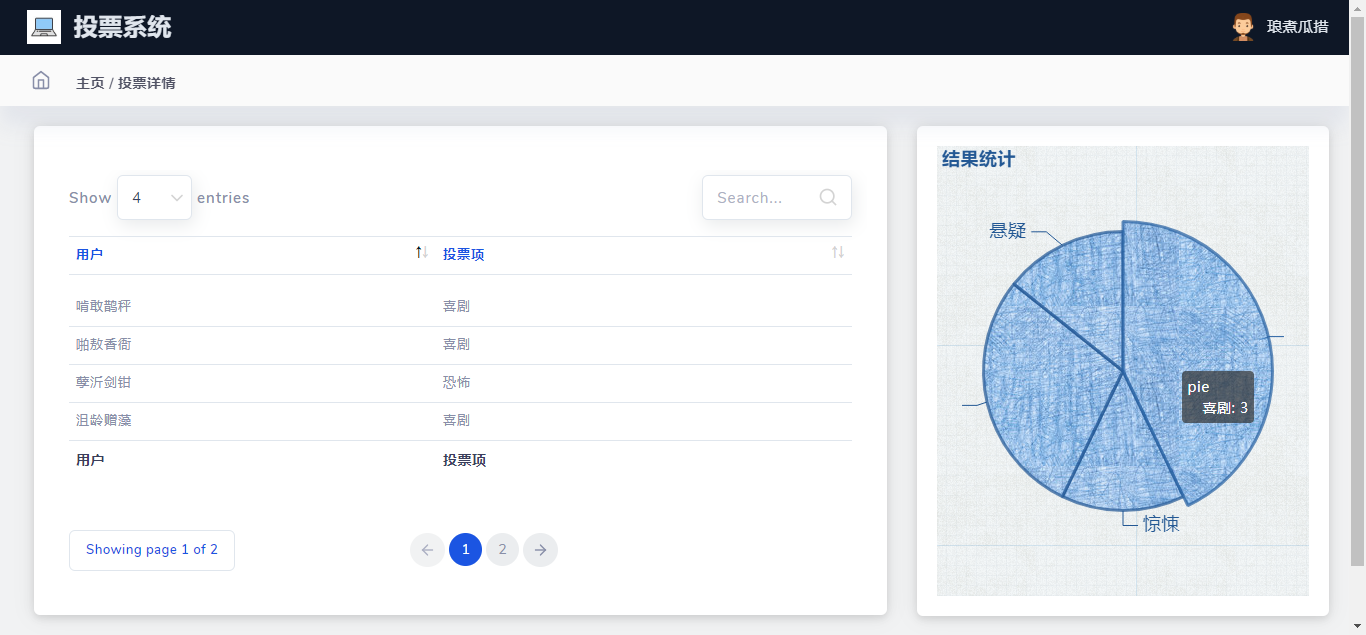 投票系统
琅煮瓜措
主页 / 投票详情
Show 4 entries
Search...
用户 投票项
啃敢鹊秤 喜剧
啪敖香衙 喜剧
孽沂剑钳 恐怖
沮龄赠藻 喜剧
用户 投票项
Showing page 1 of 2
1 2
结果统计
悬疑
pie
喜剧: 3
惊悚